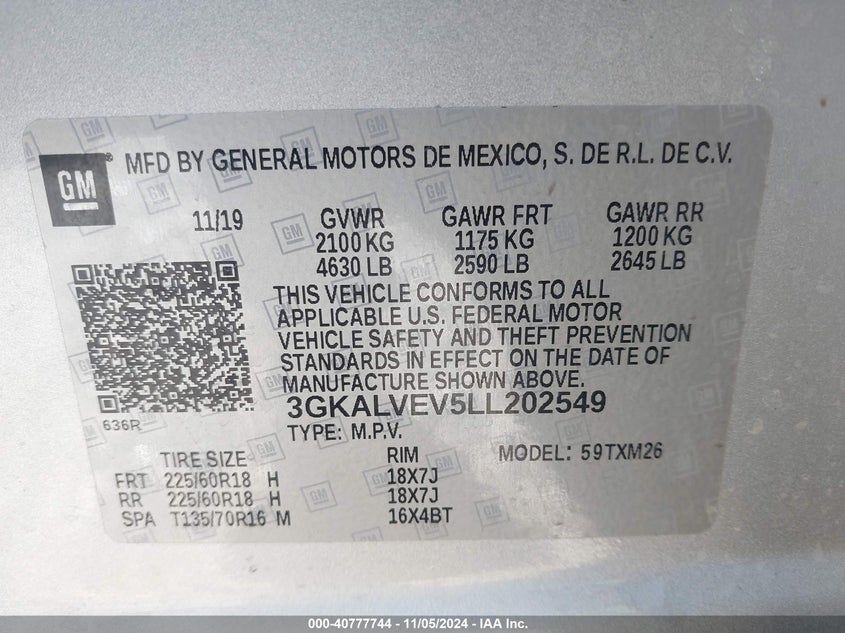 GM
MFD BY GENERAL MOTORS DE MEXICO, S. DE R.L. DE C.V.
11/19 GVWR GAWR FRT GAWR RR
2100 KG 1175 KG 1200 KG
4630 LB 2590 LB 2645 LB
THIS VEHICLE CONFORMS TO ALL
APPLICABLE U.S. FEDERAL MOTOR
VEHICLE SAFETY AND THEFT PREVENTION
STANDARDS IN EFFECT ON THE DATE OF
MANUFACTURE SHOWN ABOVE.
636R
3GKALVEV5LL202549
TYPE: M.P.V.
TIRE SIZE RIM MODEL: 59TXM26
FRT 225/60R18 H 18X7J
RR 225/60R18 H 18X7J
SPA T135/70R16 M 16X4BT
000-40777744 - 11/05/2024 - IAA Inc.